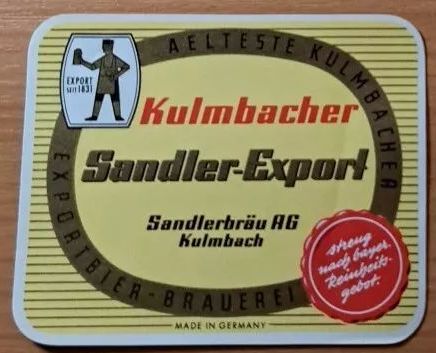 EXPORT
SEIT 1831
AELTESTE KULMBACHER
EXPORTBIER-BRAUEREI
Kulmbacher
Sandler-Export
Sandlerbräu AG
Kulmbach
streng
nach bayer.
Reinheits-
gebot.
MADE IN GERMANY